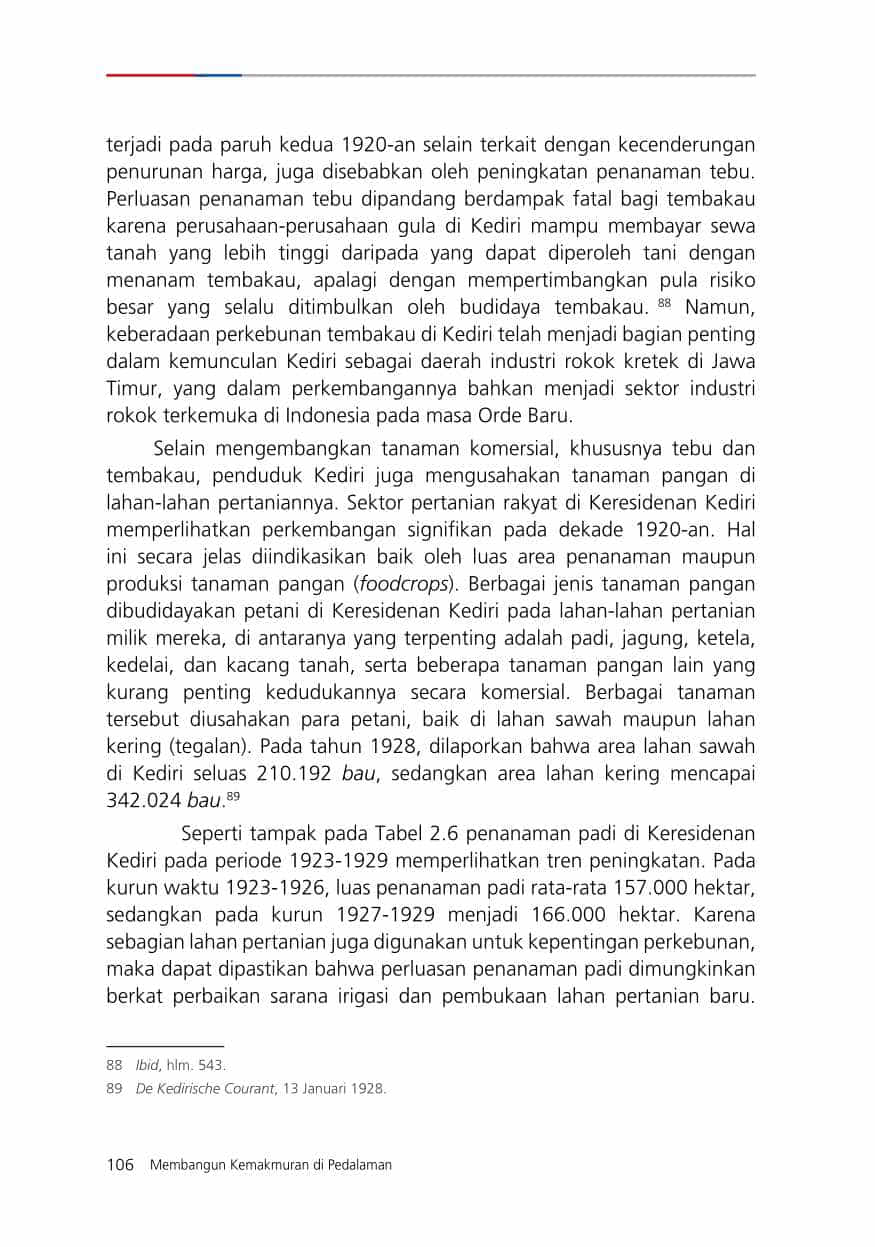 terjadi pada paruh kedua 1920-an selain terkait dengan kecenderungan
penurunan harga, juga disebabkan oleh peningkatan penanaman tebu.
Perluasan penanaman tebu dipandang berdampak fatal bagi tembakau
karena perusahaan-perusahaan gula di Kediri mampu membayar sewa
tanah yang lebih tinggi daripada yang dapat diperoleh tani dengan
menanam tembakau, apalagi dengan mempertimbangkan pula risiko
besar yang selalu ditimbulkan oleh budidaya tembakau. 88 Namun,
keberadaan perkebunan tembakau di Kediri telah menjadi bagian penting
dalam kemunculan Kediri sebagai daerah industri rokok kretek di Jawa
Timur, yang dalam perkembangannya bahkan menjadi sektor industri
rokok terkemuka di Indonesia pada masa Orde Baru.
Selain mengembangkan tanaman komersial, khususnya tebu dan
tembakau, penduduk Kediri juga mengusahakan tanaman pangan di
lahan-lahan pertaniannya. Sektor pertanian rakyat di Keresidenan Kediri
memperlihatkan perkembangan signifikan pada dekade 1920-an. Hal
ini secara jelas diindikasikan baik oleh luas area penanaman maupun
produksi tanaman pangan (foodcrops). Berbagai jenis tanaman pangan
dibudidayakan petani di Keresidenan Kediri pada lahan-lahan pertanian
milik mereka, di antaranya yang terpenting adalah padi, jagung, ketela,
kedelai, dan kacang tanah, serta beberapa tanaman pangan lain yang
kurang penting kedudukannya secara komersial. Berbagai tanaman
tersebut diusahakan para petani, baik di lahan sawah maupun lahan
kering (tegalan). Pada tahun 1928, dilaporkan bahwa area lahan sawah
di Kediri seluas 210.192 bau, sedangkan area lahan kering mencapai
342.024 bau.89
Seperti tampak pada Tabel 2.6 penanaman padi di Keresidenan
Kediri pada periode 1923-1929 memperlihatkan tren peningkatan. Pada
kurun waktu 1923-1926, luas penanaman padi rata-rata 157.000 hektar,
sedangkan pada kurun 1927-1929 menjadi 166.000 hektar. Karena
sebagian lahan pertanian juga digunakan untuk kepentingan perkebunan,
maka dapat dipastikan bahwa perluasan penanaman padi dimungkinkan
berkat perbaikan sarana irigasi dan pembukaan lahan pertanian baru.
88 Ibid, hlm. 543.
89 De Kedirische Courant, 13 Januari 1928.
106 Membangun Kemakmuran di Pedalaman